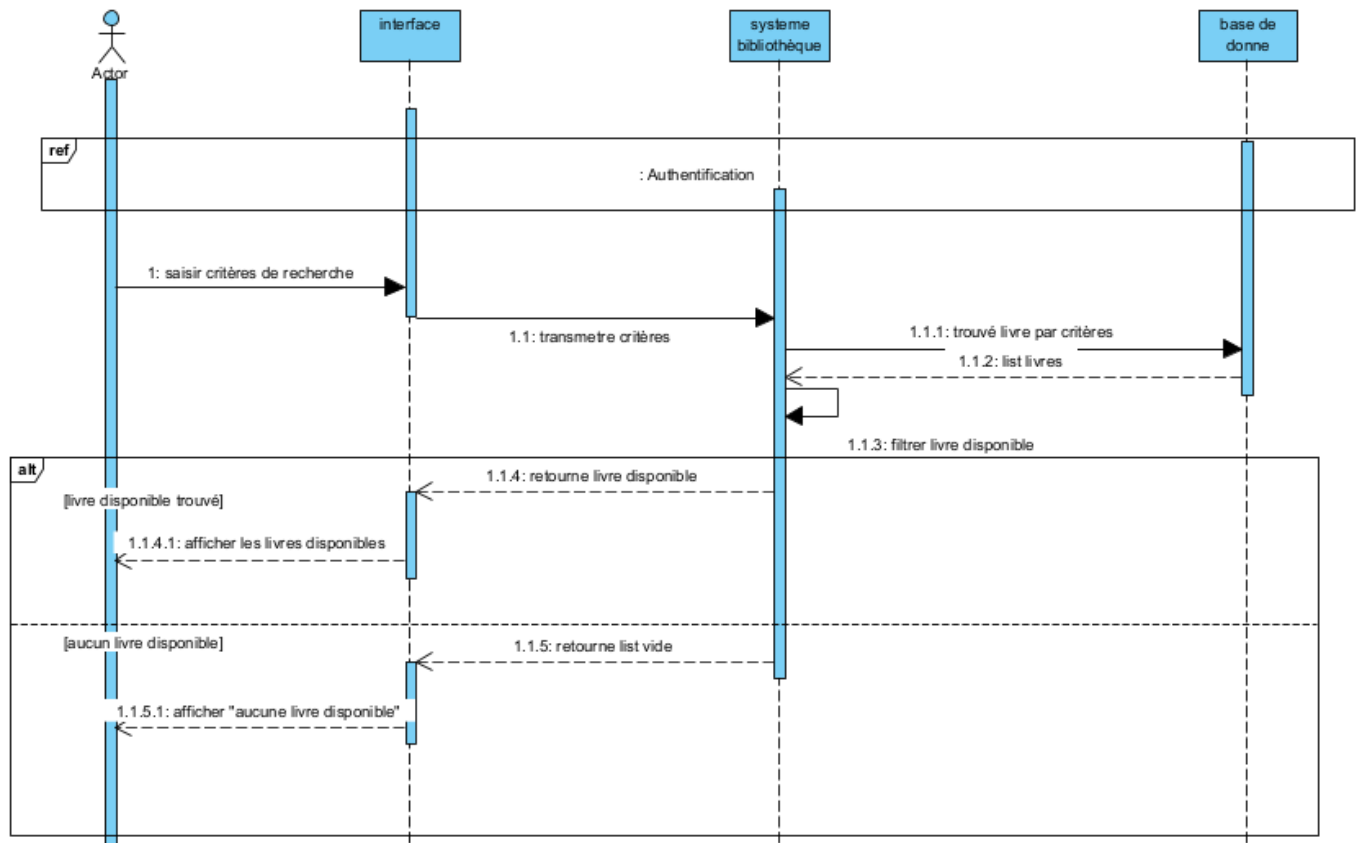 interface
systeme
bibliothèque
base de
donne
Actor
ref
: Authentification
1: saisir critères de recherche
1.1: transmetre critères
1.1.1: trouvé livre par critères
1.1.2: list livres
1.1.3: filtrer livre disponible
alt
1.1.4: retourne livre disponible
[livre disponible trouvé]
1.1.4.1: afficher les livres disponibles
[aucun livre disponible]
1.1.5: retourne list vide
1.1.5.1: afficher "aucune livre disponible"